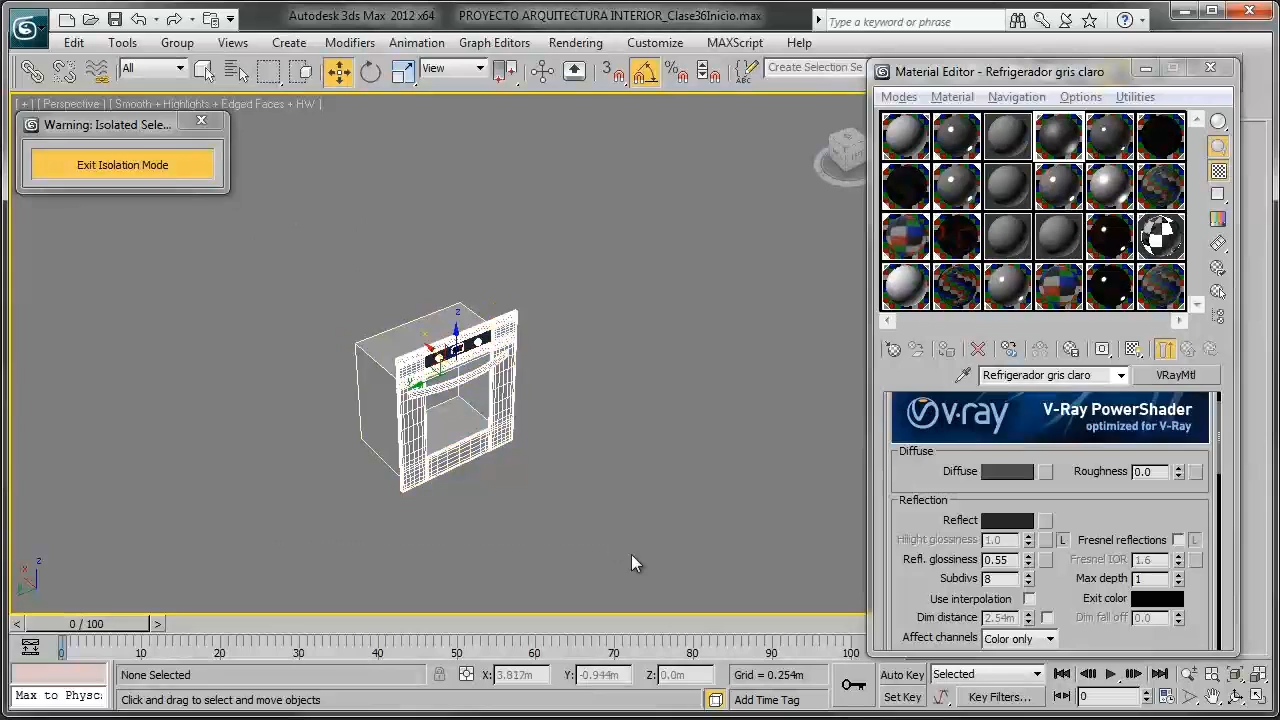 Autodesk 3ds Max 2012 x64 PROYECTO ARQUITECTURA INTERIOR_Clase36Inicio.max
Type a keyword or phrase
Edit Tools Group Views Create Modifiers Animation Graph Editors Rendering Customize MAXScript Help
All View 3 ABC Create Selection Se
[ + ] [ Perspective ] [ Smooth + Highlights + Edged Faces + HW ]
Warning: Isolated Sele...
Exit Isolation Mode
Material Editor - Refrigerador gris claro
Modes Material Navigation Options Utilities
Refrigerador gris claro VRayMtl
v·ray V-Ray PowerShader
optimized for V-Ray
Diffuse
Diffuse Roughness 0.0
Reflection
Reflect
Hilight glossiness 1.0 L Fresnel reflections L
Refl. glossiness 0.55 Fresnel IOR 1.6
Subdivs 8 Max depth 1
Use interpolation Exit color
Dim distance 2.54m Dim fall off 0.0
Affect channels Color only
z
x
y
z
x
< 0 / 100 >
0 10 20 30 40 50 60 70 80 90 100
None Selected X: 3.817m Y: -0.944m Z: 0.0m Grid = 0.254m Auto Key Selected
Max to Physc: Click and drag to select and move objects Add Time Tag Set Key Key Filters... 0